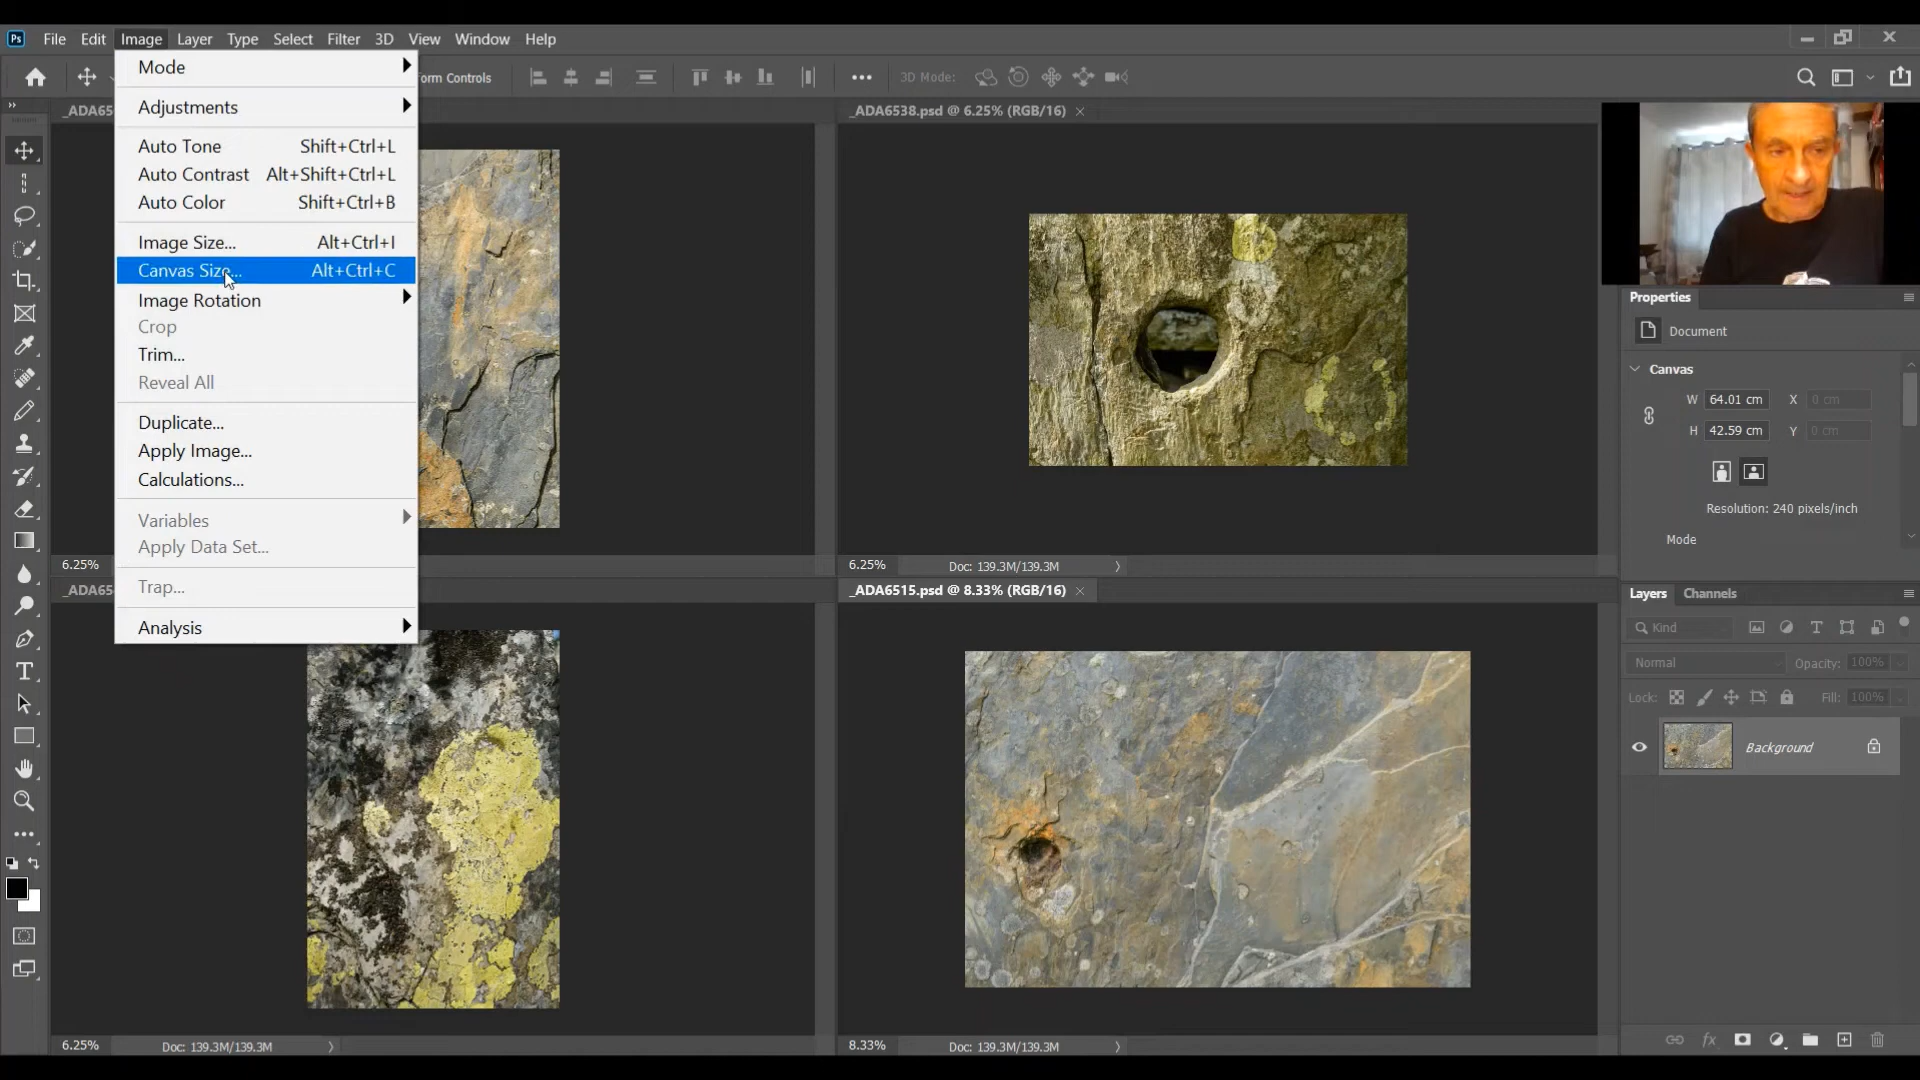 Ps File Edit Image Layer Type Select Filter 3D View Window Help
orm Controls
3D Mode:
Mode
Adjustments
Auto Tone Shift+Ctrl+L
Auto Contrast Alt+Shift+Ctrl+L
Auto Color Shift+Ctrl+B
Image Size... Alt+Ctrl+I
Canvas Size... Alt+Ctrl+C
Image Rotation
Crop
Trim...
Reveal All
Duplicate...
Apply Image...
Calculations...
Variables
Apply Data Set...
Trap...
Analysis
_ADA65
_ADA6538.psd @ 6.25% (RGB/16)
6.25%
6.25% Doc: 139.3M/139.3M
_ADA65
_ADA6515.psd @ 8.33% (RGB/16)
6.25% Doc: 139.3M/139.3M
8.33% Doc: 139.3M/139.3M
Properties
Document
Canvas
W 64.01 cm X 0 cm
H 42.59 cm Y 0 cm
Resolution: 240 pixels/inch
Mode
Layers Channels
Kind
Normal Opacity: 100%
Lock: Fill: 100%
Background